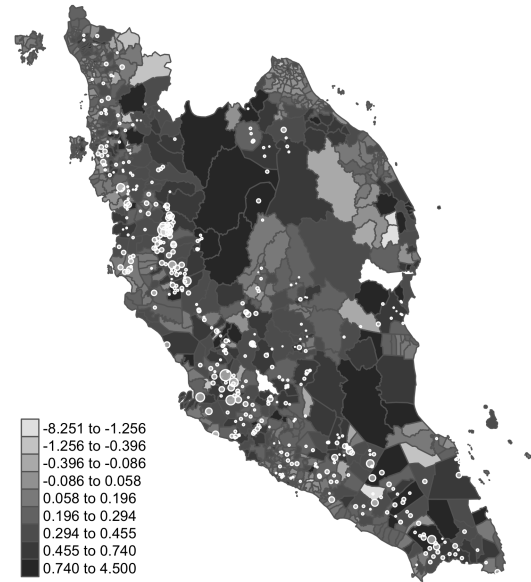 -8.251 to -1.256
-1.256 to -0.396
-0.396 to -0.086
-0.086 to 0.058
0.058 to 0.196
0.196 to 0.294
0.294 to 0.455
0.455 to 0.740
0.740 to 4.500